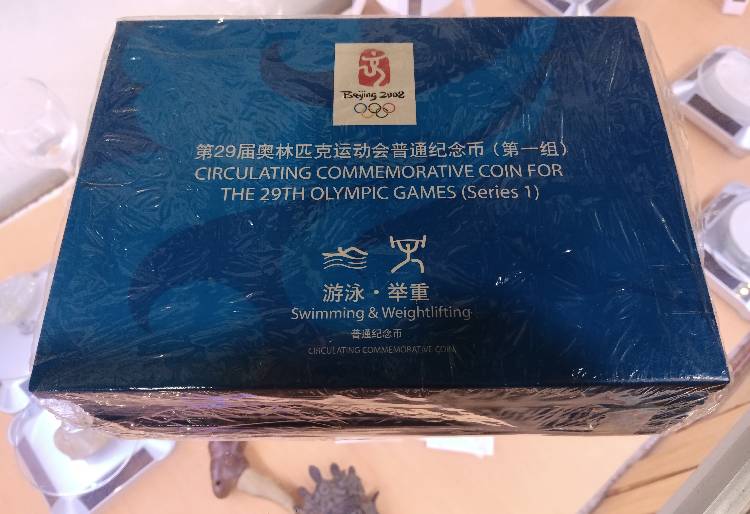 Beijing 2008
第29届奥林匹克运动会普通纪念币（第一组）
CIRCULATING COMMEMORATIVE COIN FOR
THE 29TH OLYMPIC GAMES (Series 1)
游泳·举重
Swimming & Weightlifting
普通纪念币
CIRCULATING COMMEMORATIVE COIN